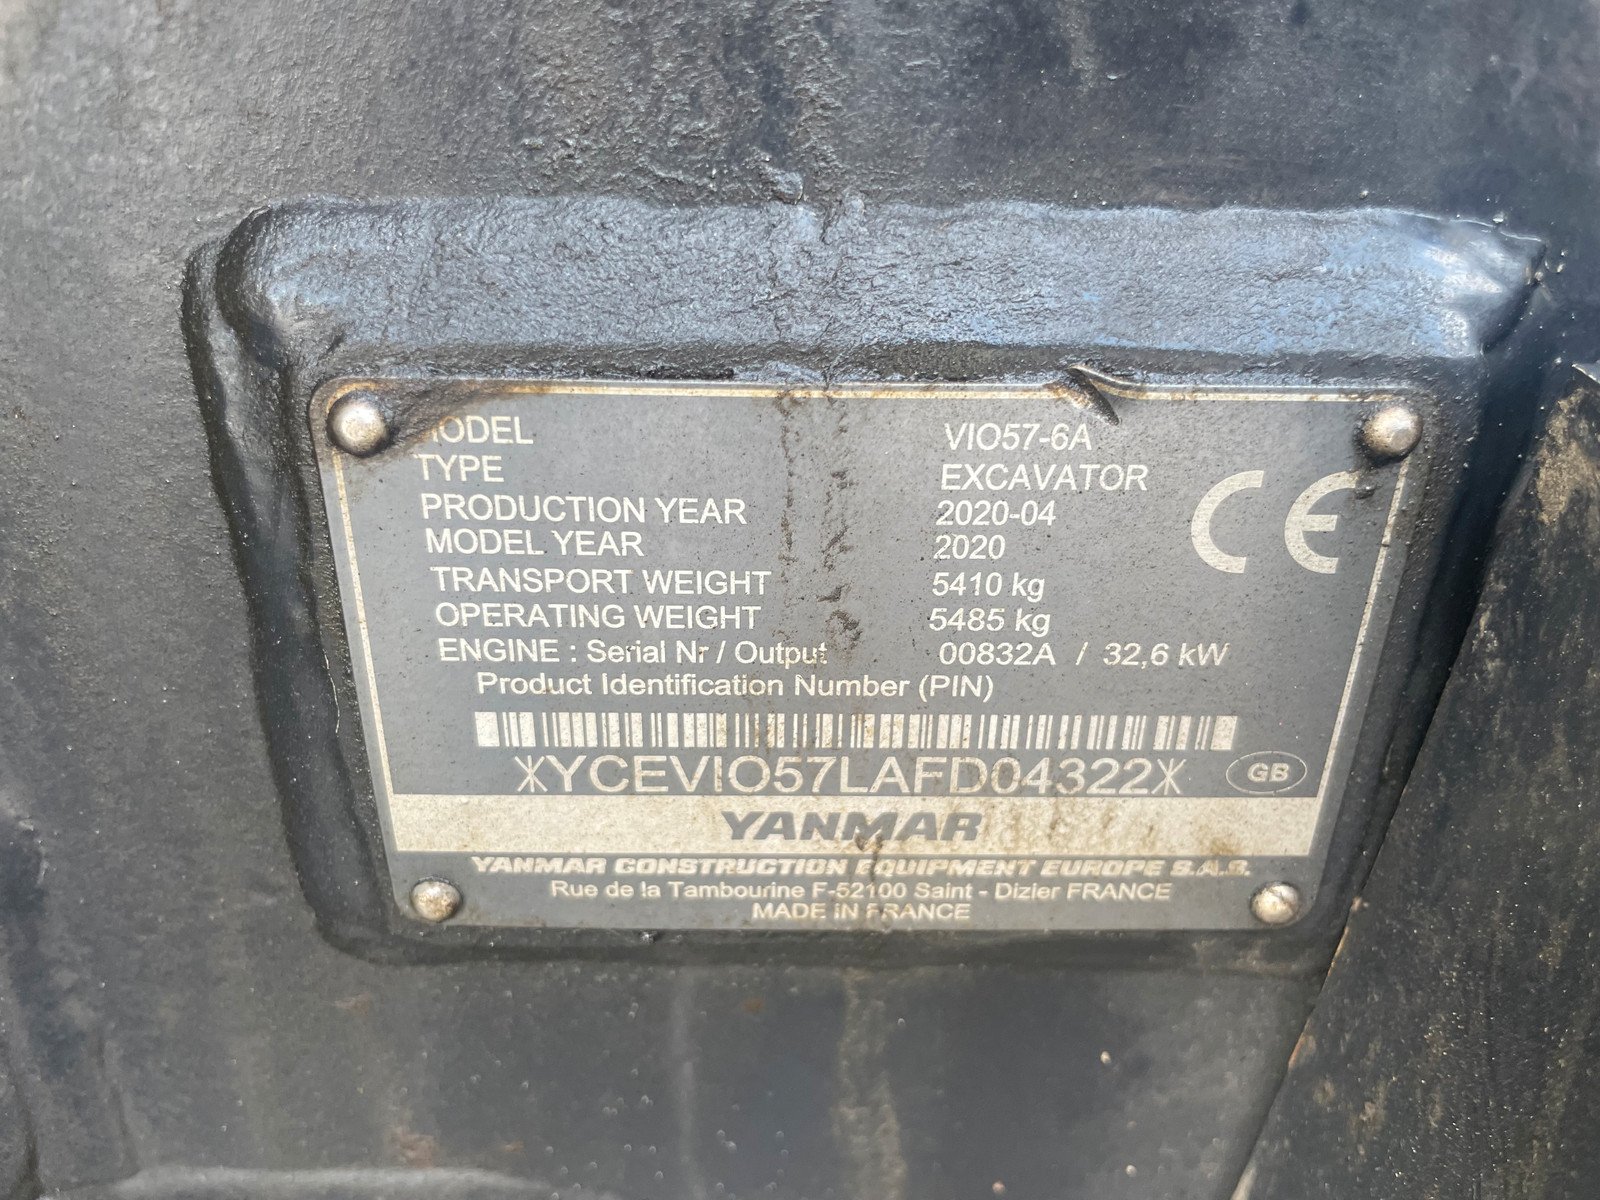 MODEL VIO57-6A
TYPE EXCAVATOR
PRODUCTION YEAR 2020-04
MODEL YEAR 2020
TRANSPORT WEIGHT 5410 kg
OPERATING WEIGHT 5485 kg
ENGINE : Serial Nr / Output 00832A / 32,6 kW
CE
Product Identification Number (PIN)
*YCEVIO57LAFD04322* GB
YANMAR
YANMAR CONSTRUCTION EQUIPMENT EUROPE S.A.S.
Rue de la Tambourine F-52100 Saint - Dizier FRANCE
MADE IN FRANCE